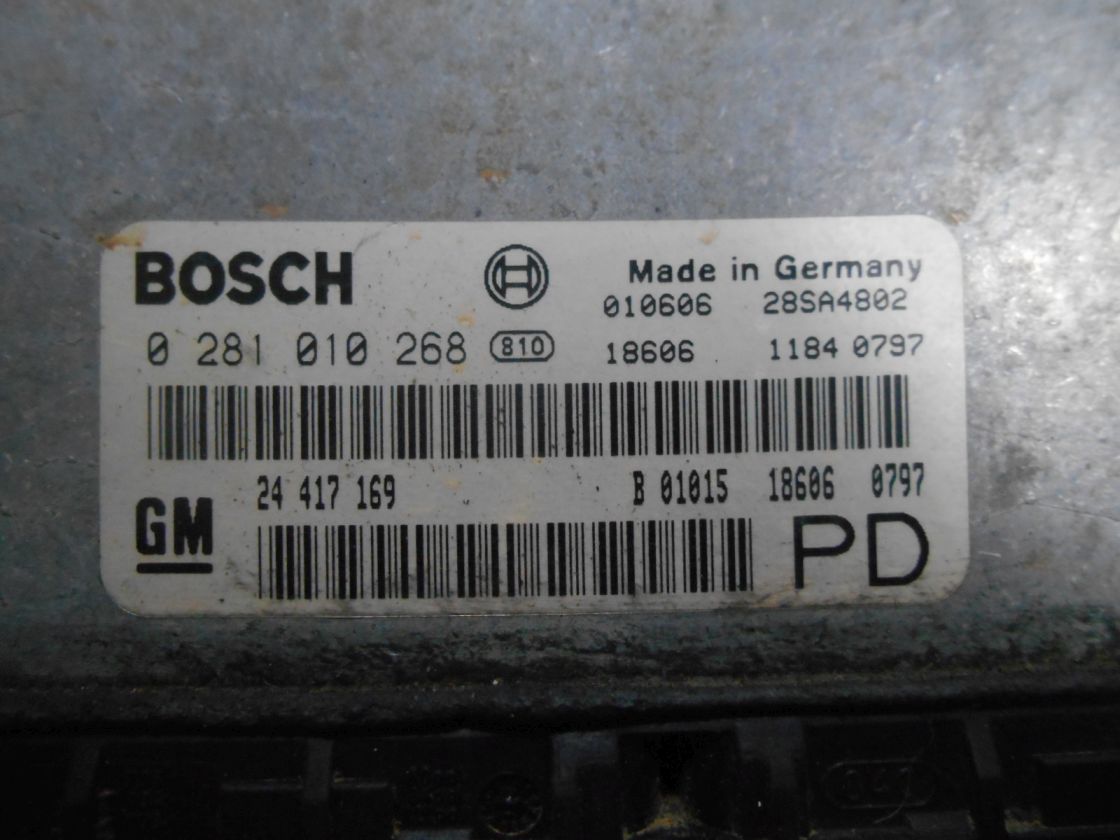 BOSCH Made in Germany
010606 28SA4802
0 281 010 268 810 18606 1184 0797
24 417 169 B 01015 18606 0797
GM PD